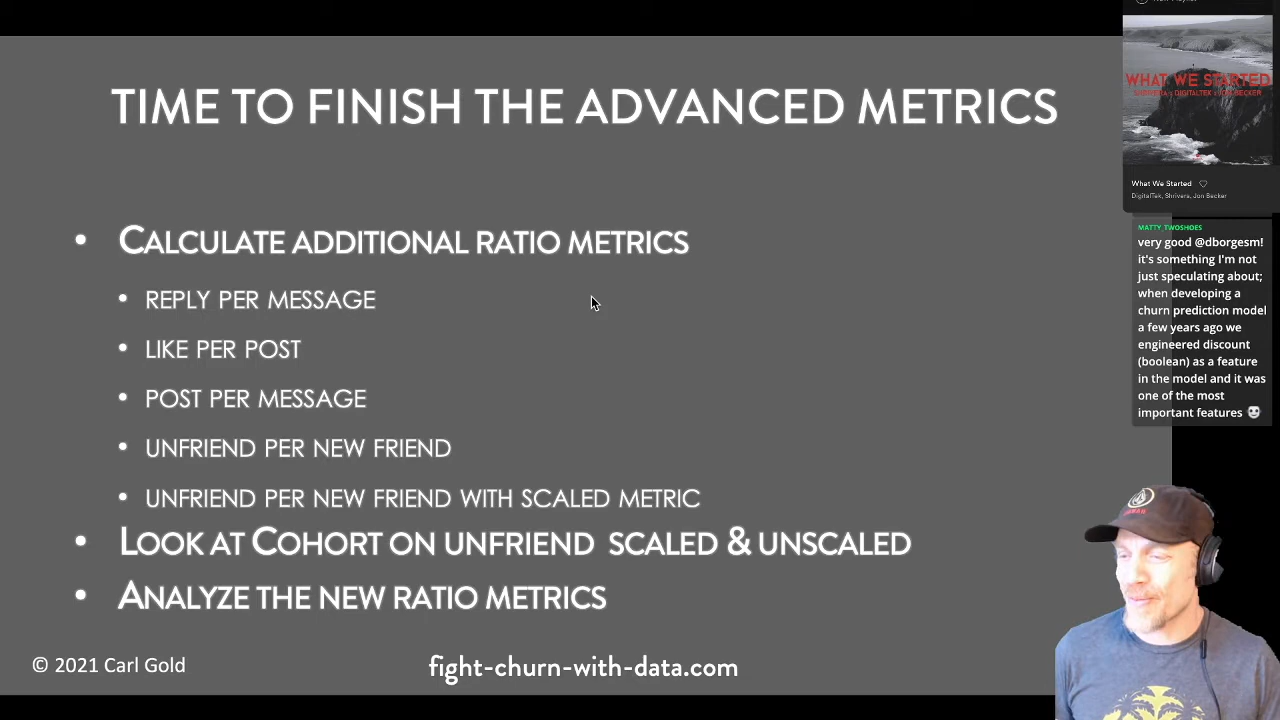 TIME TO FINISH THE ADVANCED METRICS
• CALCULATE ADDITIONAL RATIO METRICS
• REPLY PER MESSAGE
• LIKE PER POST
• POST PER MESSAGE
• UNFRIEND PER NEW FRIEND
• UNFRIEND PER NEW FRIEND WITH SCALED METRIC
• LOOK AT COHORT ON UNFRIEND SCALED & UNSCALED
• ANALYZE THE NEW RATIO METRICS
© 2021 Carl Gold
fight-churn-with-data.com
WHAT WE STARTED
What We Started
DigitalTek, Shrivera, Jon Becker
MATTY_TWOSHOES
very good @dborgesm!
it's something I'm not
just speculating about;
when developing a
churn prediction model
a few years ago we
engineered discount
(boolean) as a feature
in the model and it was
one of the most
important features